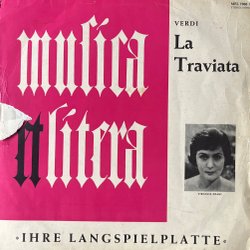 VERDI
La
Traviata
musica
et litera
»IHRE LANGSPIELPLATTE«